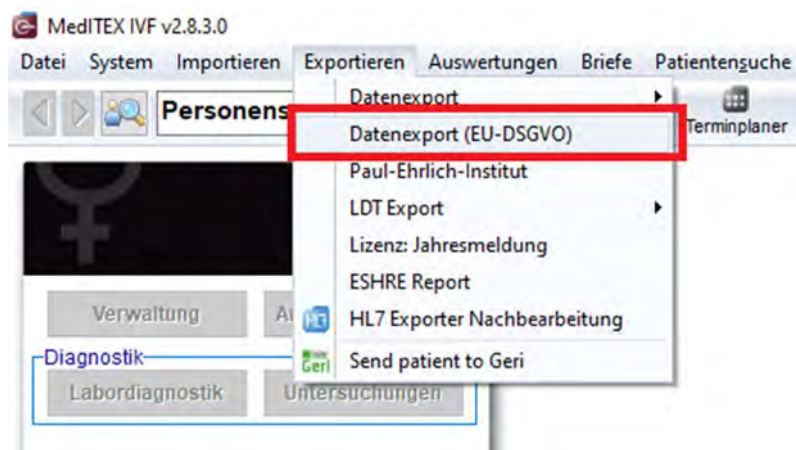 MedITEX IVF v2.8.3.0
Datei System Importieren Exportieren Auswertungen Briefe Patientensuche
Personens
Datenexport
Terminplaner
Datenexport (EU-DSGVO)
Paul-Ehrlich-Institut
LDT Export
Lizenz: Jahresmeldung
ESHRE Report
Verwaltung
HL7 Exporter Nachbearbeitung
Diagnostik
Geri Send patient to Geri
Labordiagnostik Untersuchungen